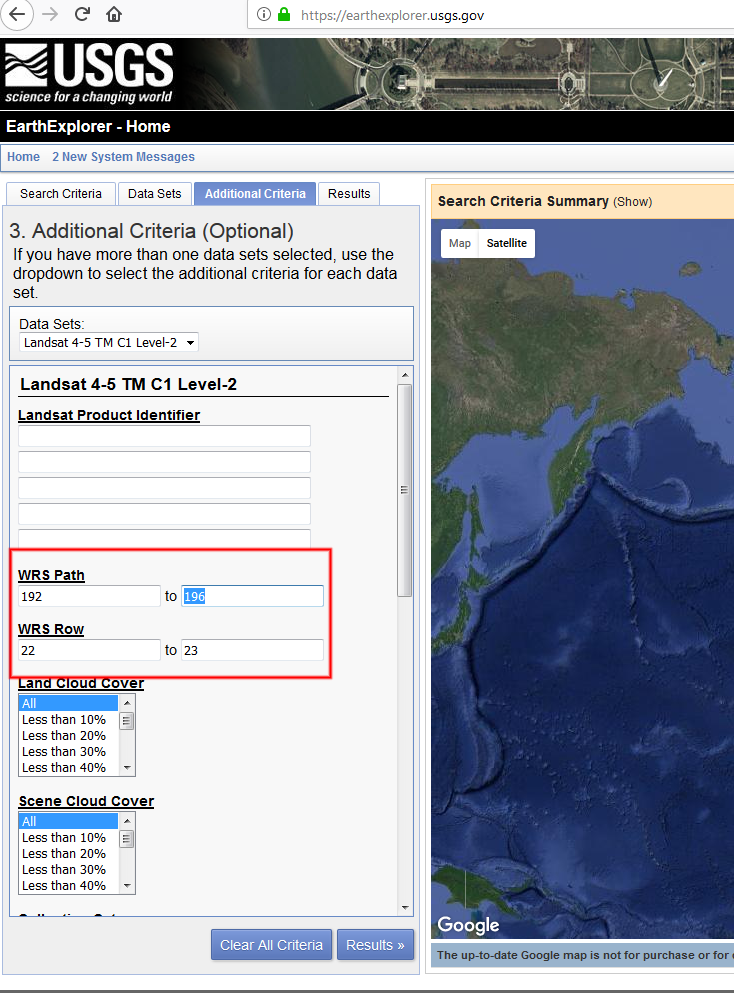 https://earthexplorer.usgs.gov
USGS
science for a changing world
EarthExplorer - Home
Home 2 New System Messages
Search Criteria Data Sets Additional Criteria Results
3. Additional Criteria (Optional)
If you have more than one data sets selected, use the
dropdown to select the additional criteria for each data
set.
Data Sets:
Landsat 4-5 TM C1 Level-2
Landsat 4-5 TM C1 Level-2
Landsat Product Identifier
WRS Path
192 to 196
WRS Row
22 to 23
Land Cloud Cover
All
Less than 10%
Less than 20%
Less than 30%
Less than 40%
Scene Cloud Cover
All
Less than 10%
Less than 20%
Less than 30%
Less than 40%
Clear All Criteria Results »
Search Criteria Summary (Show)
Map Satellite
Google
The up-to-date Google map is not for purchase or for